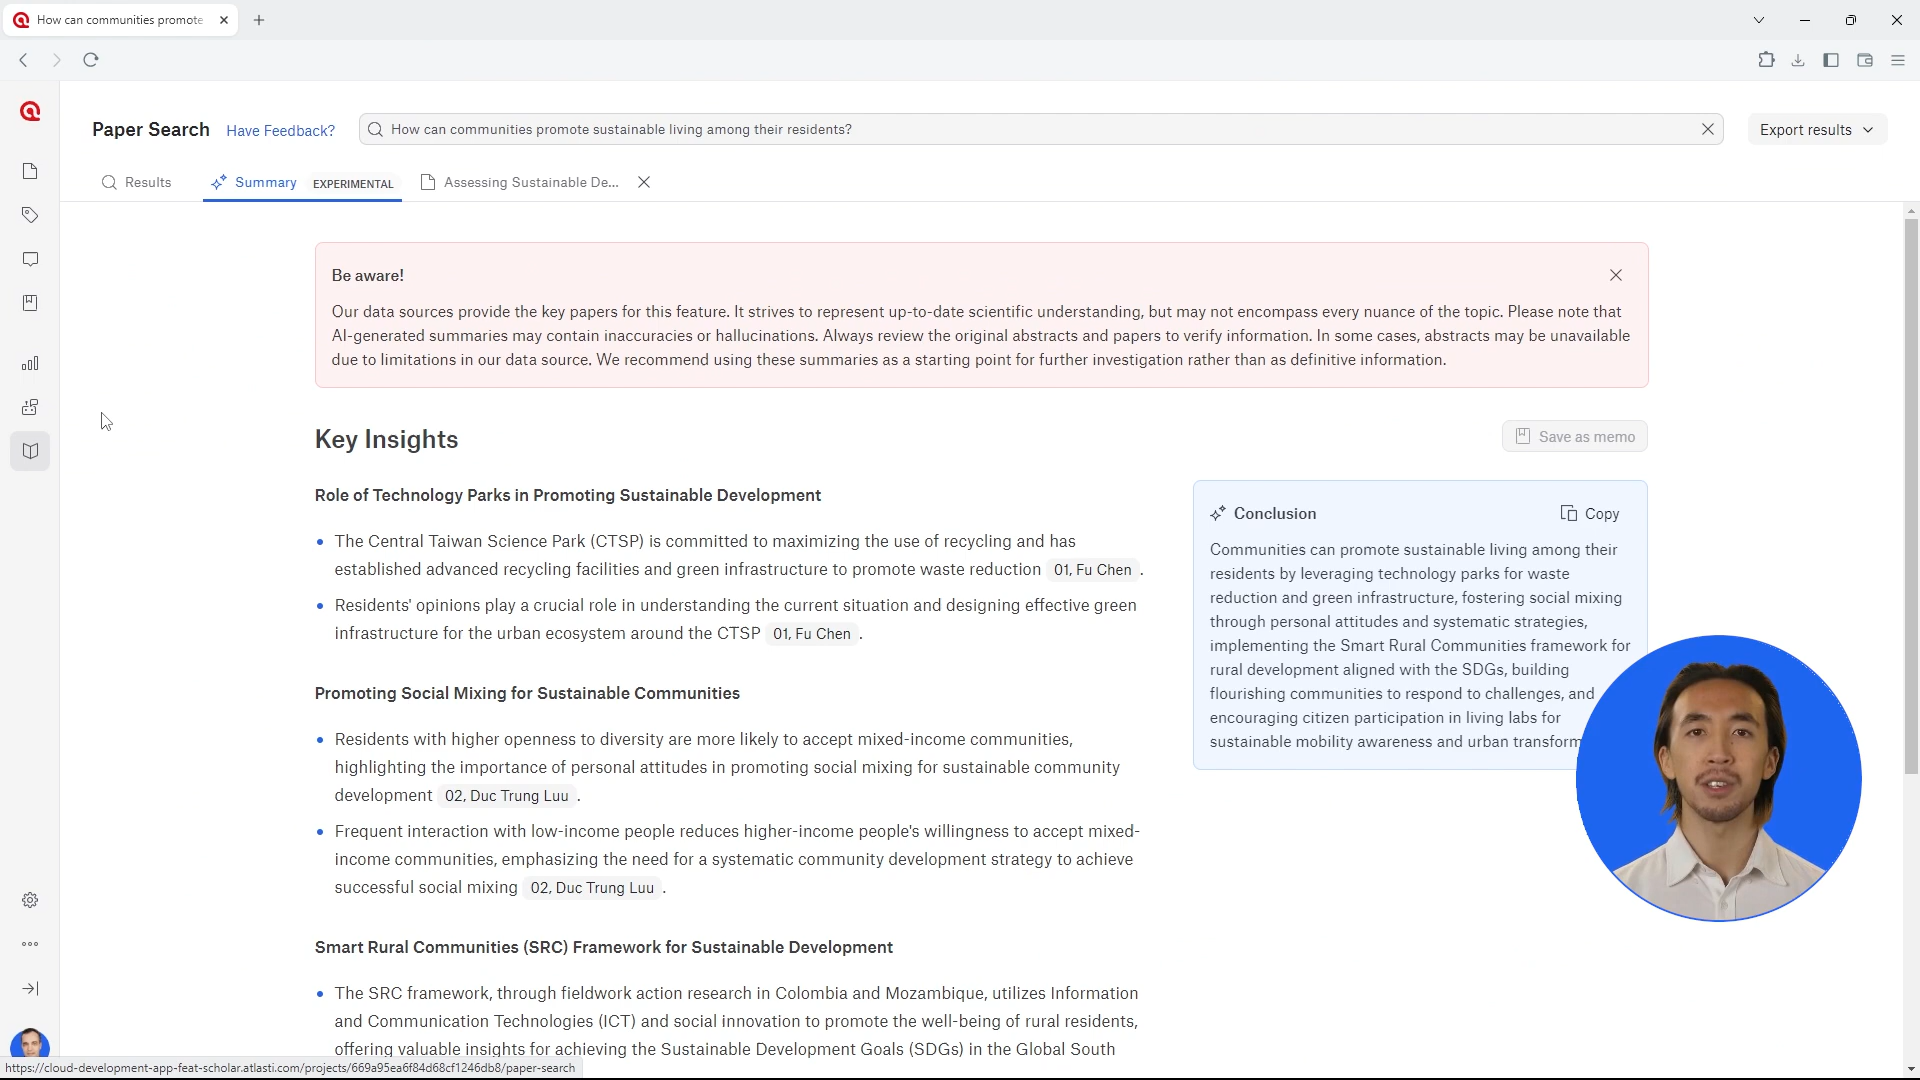 How can communities promote
Paper Search
Have Feedback?
How can communities promote sustainable living among their residents?
Export results
Results
Summary
EXPERIMENTAL
Assessing Sustainable De...
Be aware!
Our data sources provide the key papers for this feature. It strives to represent up-to-date scientific understanding, but may not encompass every nuance of the topic. Please note that
AI-generated summaries may contain inaccuracies or hallucinations. Always review the original abstracts and papers to verify information. In some cases, abstracts may be unavailable
due to limitations in our data source. We recommend using these summaries as a starting point for further investigation rather than as definitive information.
Key Insights
Save as memo
Role of Technology Parks in Promoting Sustainable Development
The Central Taiwan Science Park (CTSP) is committed to maximizing the use of recycling and has
established advanced recycling facilities and green infrastructure to promote waste reduction 01, Fu Chen .
Residents' opinions play a crucial role in understanding the current situation and designing effective green
infrastructure for the urban ecosystem around the CTSP 01, Fu Chen .
Promoting Social Mixing for Sustainable Communities
Residents with higher openness to diversity are more likely to accept mixed-income communities,
highlighting the importance of personal attitudes in promoting social mixing for sustainable community
development 02, Duc Trung Luu .
Frequent interaction with low-income people reduces higher-income people's willingness to accept mixed-
income communities, emphasizing the need for a systematic community development strategy to achieve
successful social mixing 02, Duc Trung Luu .
Smart Rural Communities (SRC) Framework for Sustainable Development
The SRC framework, through fieldwork action research in Colombia and Mozambique, utilizes Information
and Communication Technologies (ICT) and social innovation to promote the well-being of rural residents,
offering valuable insights for achieving the Sustainable Development Goals (SDGs) in the Global South
Conclusion
Copy
Communities can promote sustainable living among their
residents by leveraging technology parks for waste
reduction and green infrastructure, fostering social mixing
through personal attitudes and systematic strategies,
implementing the Smart Rural Communities framework for
rural development aligned with the SDGs, building
flourishing communities to respond to challenges, and
encouraging citizen participation in living labs for
sustainable mobility awareness and urban transform
https://cloud-development-app-feat-scholar.atlasti.com/projects/669a95ea6f84d68cf1246db8/paper-search